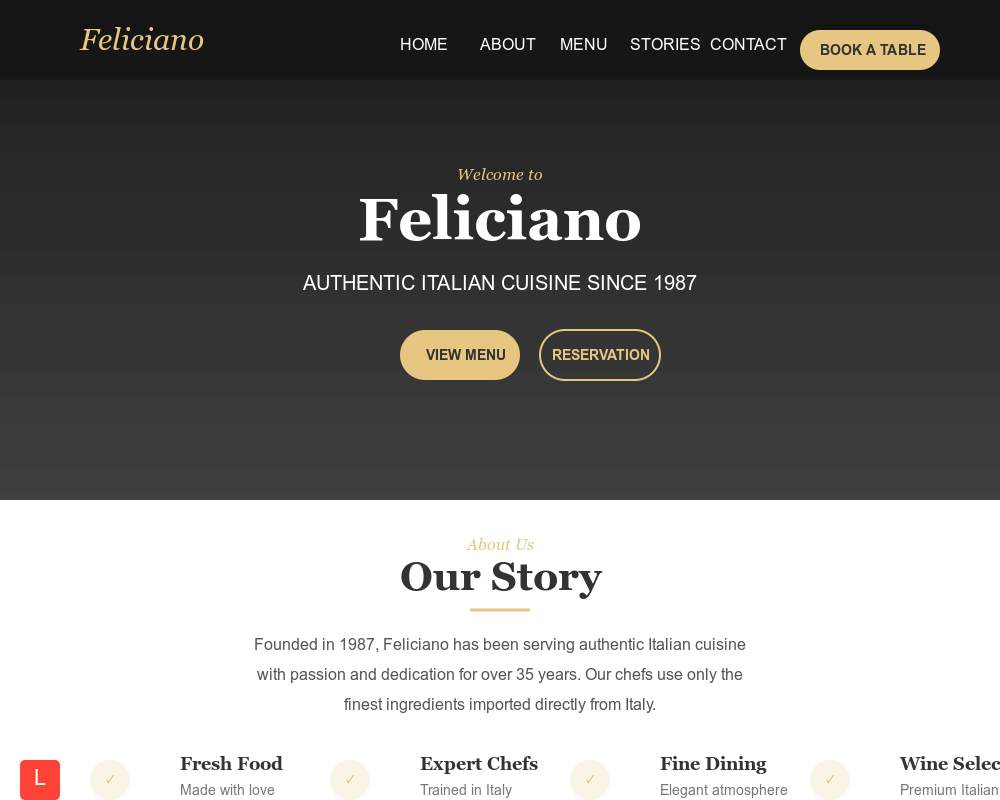 Feliciano
HOME ABOUT MENU STORIES CONTACT BOOK A TABLE
Welcome to
Feliciano
AUTHENTIC ITALIAN CUISINE SINCE 1987
VIEW MENU RESERVATION
About Us
Our Story
Founded in 1987, Feliciano has been serving authentic Italian cuisine
with passion and dedication for over 35 years. Our chefs use only the
finest ingredients imported directly from Italy.
L
✓ Fresh Food
Made with love
✓ Expert Chefs
Trained in Italy
✓ Fine Dining
Elegant atmosphere
✓ Wine Selec
Premium Italian